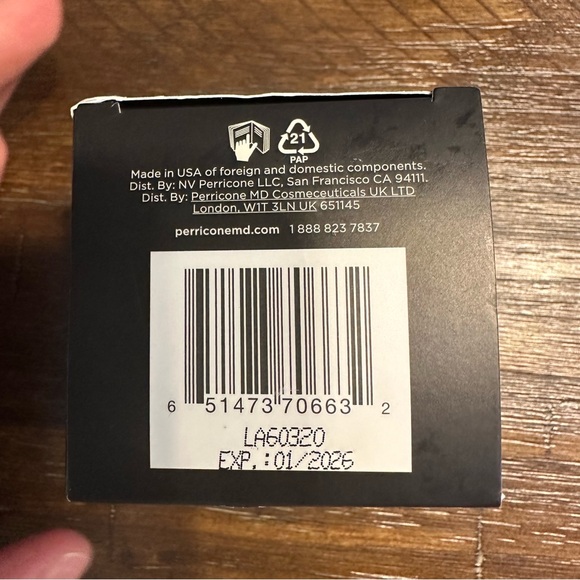 21
PAP
Made in USA of foreign and domestic components.
Dist. By: NV Perricone LLC, San Francisco CA 94111.
Dist. By: Perricone MD Cosmeceuticals UK LTD
London, W1T 3LN UK 651145
perriconemd.com 1 888 823 7837
6 51473 70663 2
LA60320
EXP.:01/2026